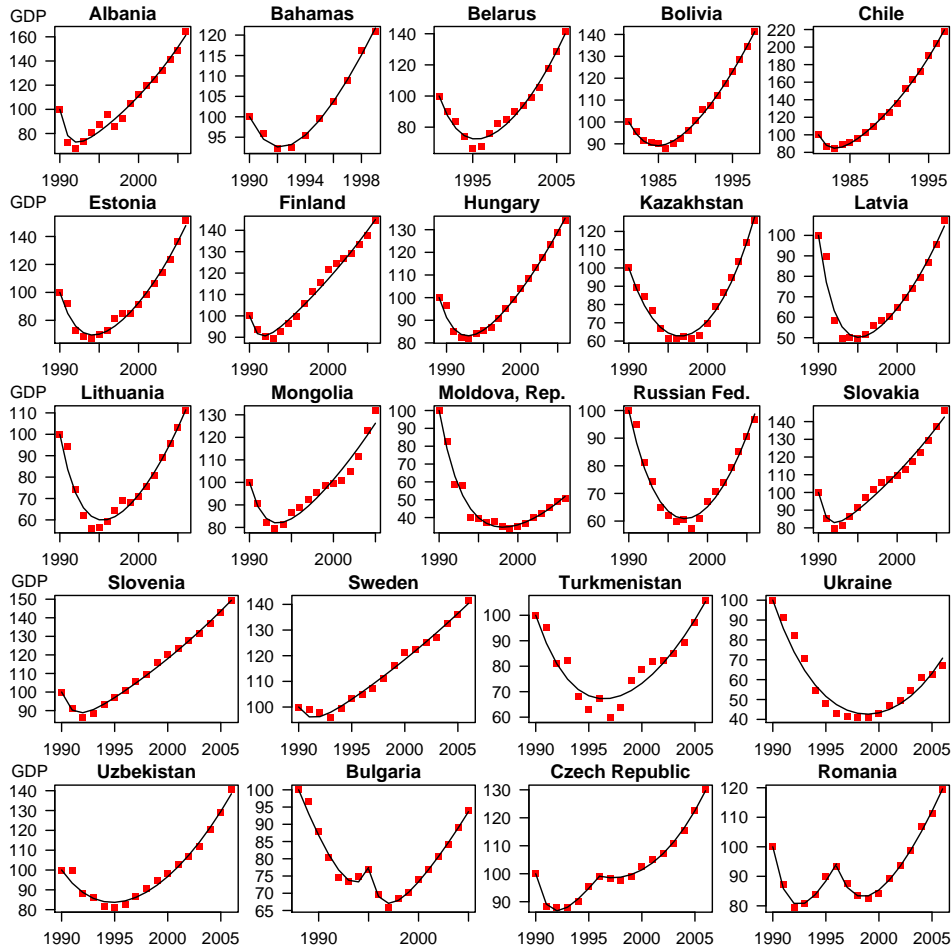 GDP Albania Bahamas Belarus Bolivia Chile
160 120 140 140 220
140 115 130 200
120 110 120 180
100 105 100 110 160
80 100 80 100 140
95 90 120
100
80
1990 2000 1990 1994 1998 1995 2005 1985 1995 1985 1995
GDP Estonia Finland Hungary Kazakhstan Latvia
140 140 130 120 100
120 130 120 110 90
100 120 110 100 80
80 110 100 90 70
100 90 80 60
90 80 70 50
60
1990 2000 1990 2000 1990 2000 1990 2000 1990 2000
GDP Lithuania Mongolia Moldova, Rep. Russian Fed. Slovakia
110 130 100 100 140
100 120 90 90 130
90 110 80 80 120
80 100 70 70 110
70 90 60 60 100
60 80 50 90
40 80
1990 2000 1990 2000 1990 2000 1990 2000 1990 2000
GDP Slovenia Sweden Turkmenistan Ukraine
150 140 100 100
140 130 90 90
130 120 80 80
120 110 70 70
110 100 60 60
100 50
90 40
1990 1995 2000 2005 1990 1995 2000 2005 1990 1995 2000 2005 1990 1995 2000 2005
GDP Uzbekistan Bulgaria Czech Republic Romania
140 100 130 120
130 95 120 110
120 90 110 100
110 85 100 90
100 80 90 80
90 75
80 70
65
1990 1995 2000 2005 1990 2000 1990 1995 2000 2005 1990 1995 2000 2005